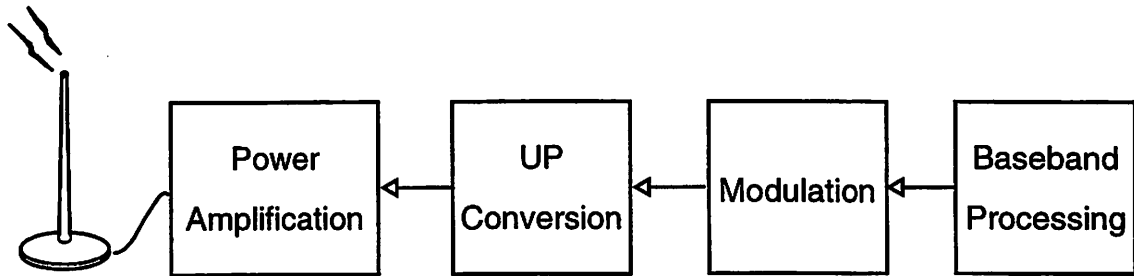 Power
Amplification
UP
Conversion
Modulation
Baseband
Processing